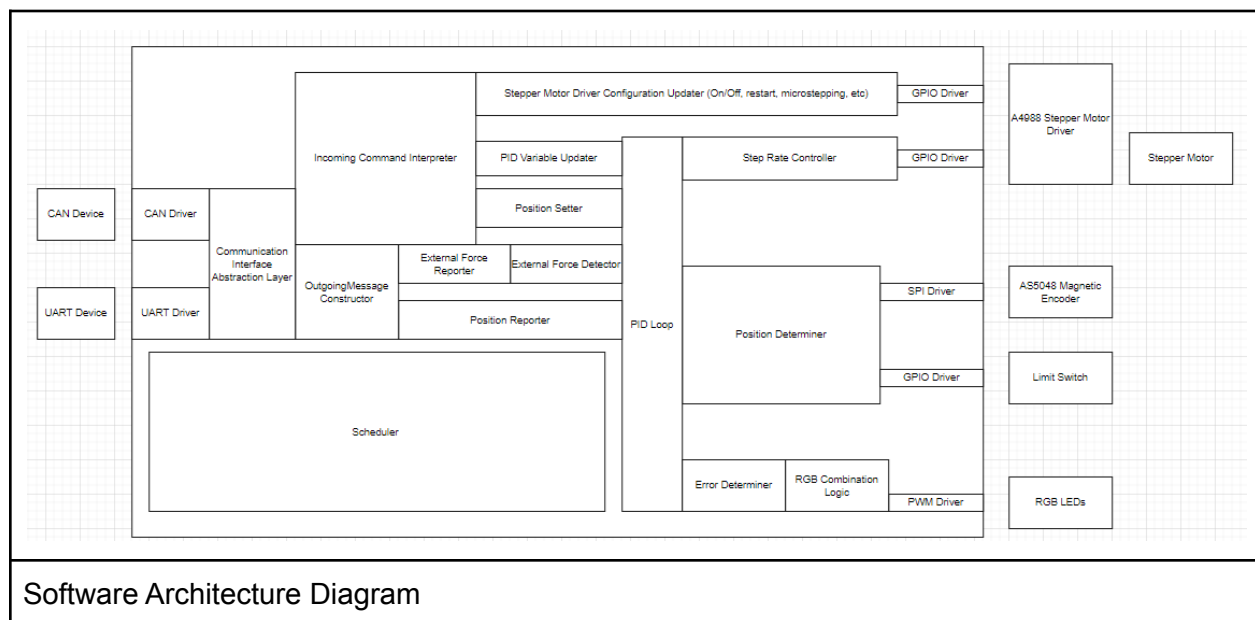 Stepper Motor Driver Configuration Updater (On/Off, restart, microstepping, etc)
GPIO Driver
A4988 Stepper Motor
Driver
Incoming Command Interpreter
PID Variable Updater
Step Rate Controller
GPIO Driver
Stepper Motor
CAN Device
CAN Driver
Position Setter
Communication
Interface
Abstraction Layer
External Force
Reporter
External Force Detector
OutgoingMessage
Constructor
SPI Driver
AS5048 Magnetic
Encoder
UART Device
UART Driver
Position Reporter
PID Loop
Position Determiner
GPIO Driver
Limit Switch
Scheduler
Error Determiner
RGB Combination
Logic
PWM Driver
RGB LEDs
Software Architecture Diagram